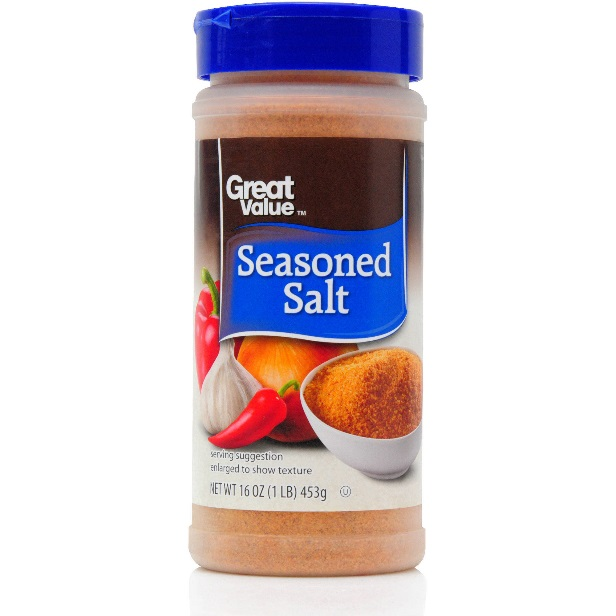 Great
Value ™
Seasoned
Salt
serving suggestion
enlarged to show texture
NET WT 16 OZ (1 LB) 453g Ⓤ